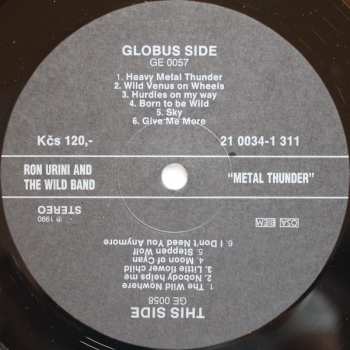 GLOBUS SIDE
GE 0057
1. Heavy Metal Thunder
2. Wild Venus on Wheels
3. Hurdies on my way
4. Born to be Wild
5. Sky
6. Give Me More
Kčs 120,-
21 0034-1 311
RON URINI AND
THE WILD BAND
"METAL THUNDER"
STEREO
℗ 1990
OSA BIEM
THIS SIDE
GE 0058
1. The Wild Nowhere
2. Nobody helps me
3. Little flower child
4. Moon of Cyan
5. Steppen Wolf
6. I Don't Need You Anymore